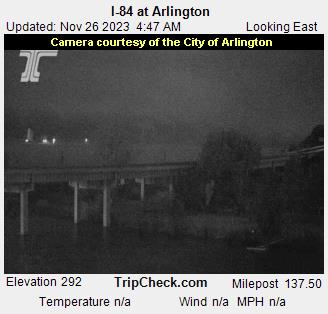 I-84 at Arlington
Updated: Nov 26 2023 4:47 AM Looking East
Camera courtesy of the City of Arlington
Elevation 292 TripCheck.com Milepost 137.50
Temperature n/a Wind n/a MPH n/a